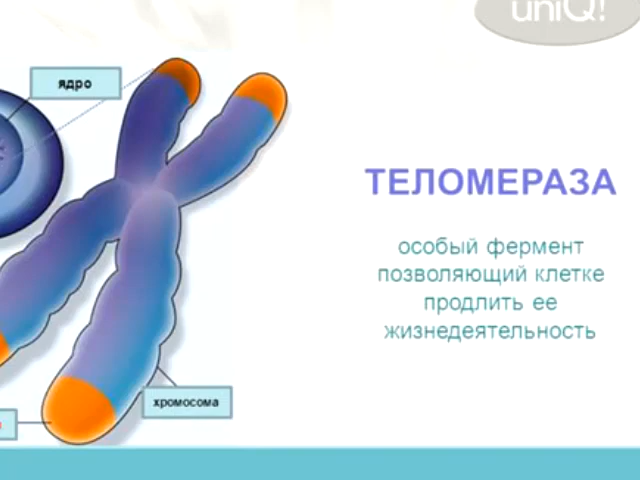 uniQ!
ядро
ТЕЛОМЕРАЗА
особый фермент
позволяющий клетке
продлить ее
жизнедеятельность
хромосома